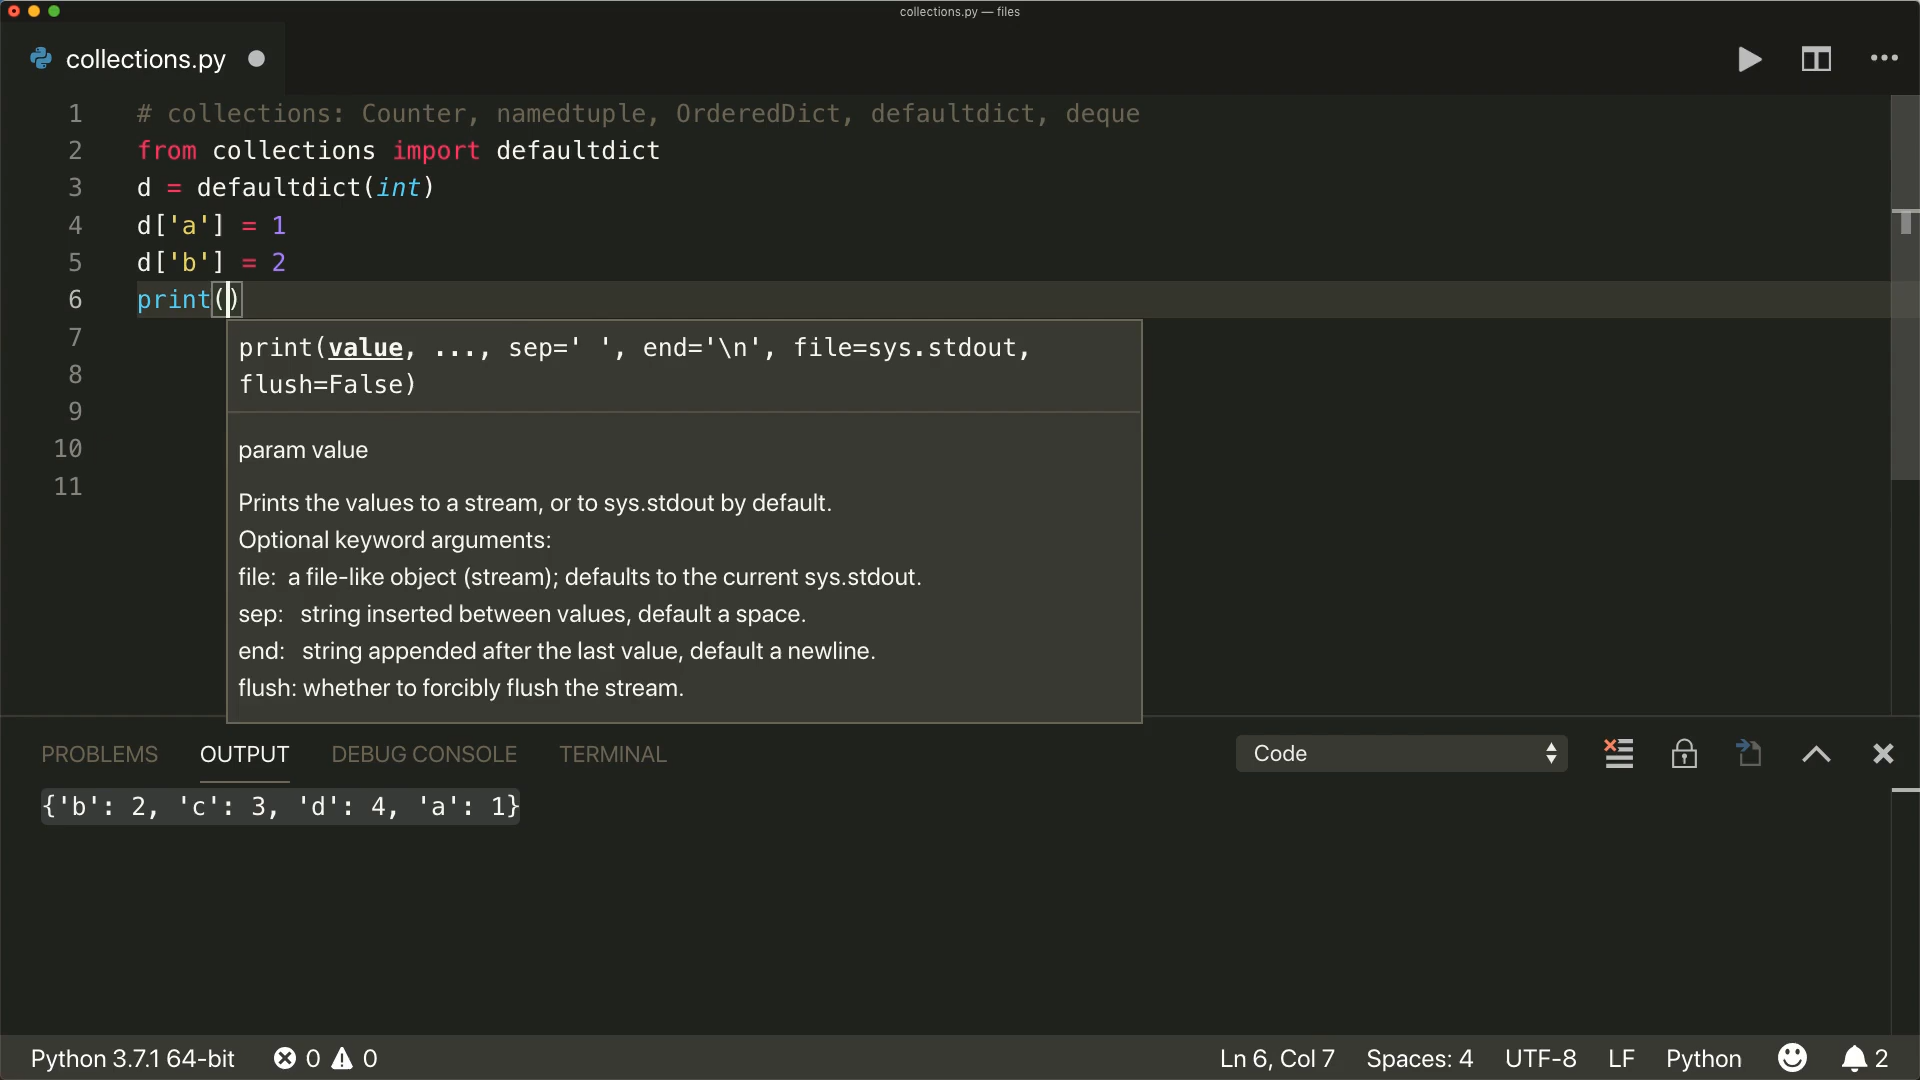 collections.py — files
collections.py
1 # collections: Counter, namedtuple, OrderedDict, defaultdict, deque
2 from collections import defaultdict
3 d = defaultdict(int)
4 d['a'] = 1
5 d['b'] = 2
6 print()
7
8
9
10
11
print(value, ..., sep=' ', end='\n', file=sys.stdout,
flush=False)
param value
Prints the values to a stream, or to sys.stdout by default.
Optional keyword arguments:
file: a file-like object (stream); defaults to the current sys.stdout.
sep: string inserted between values, default a space.
end: string appended after the last value, default a newline.
flush: whether to forcibly flush the stream.
PROBLEMS OUTPUT DEBUG CONSOLE TERMINAL Code
{'b': 2, 'c': 3, 'd': 4, 'a': 1}
Python 3.7.1 64-bit 0 0 Ln 6, Col 7 Spaces: 4 UTF-8 LF Python 2